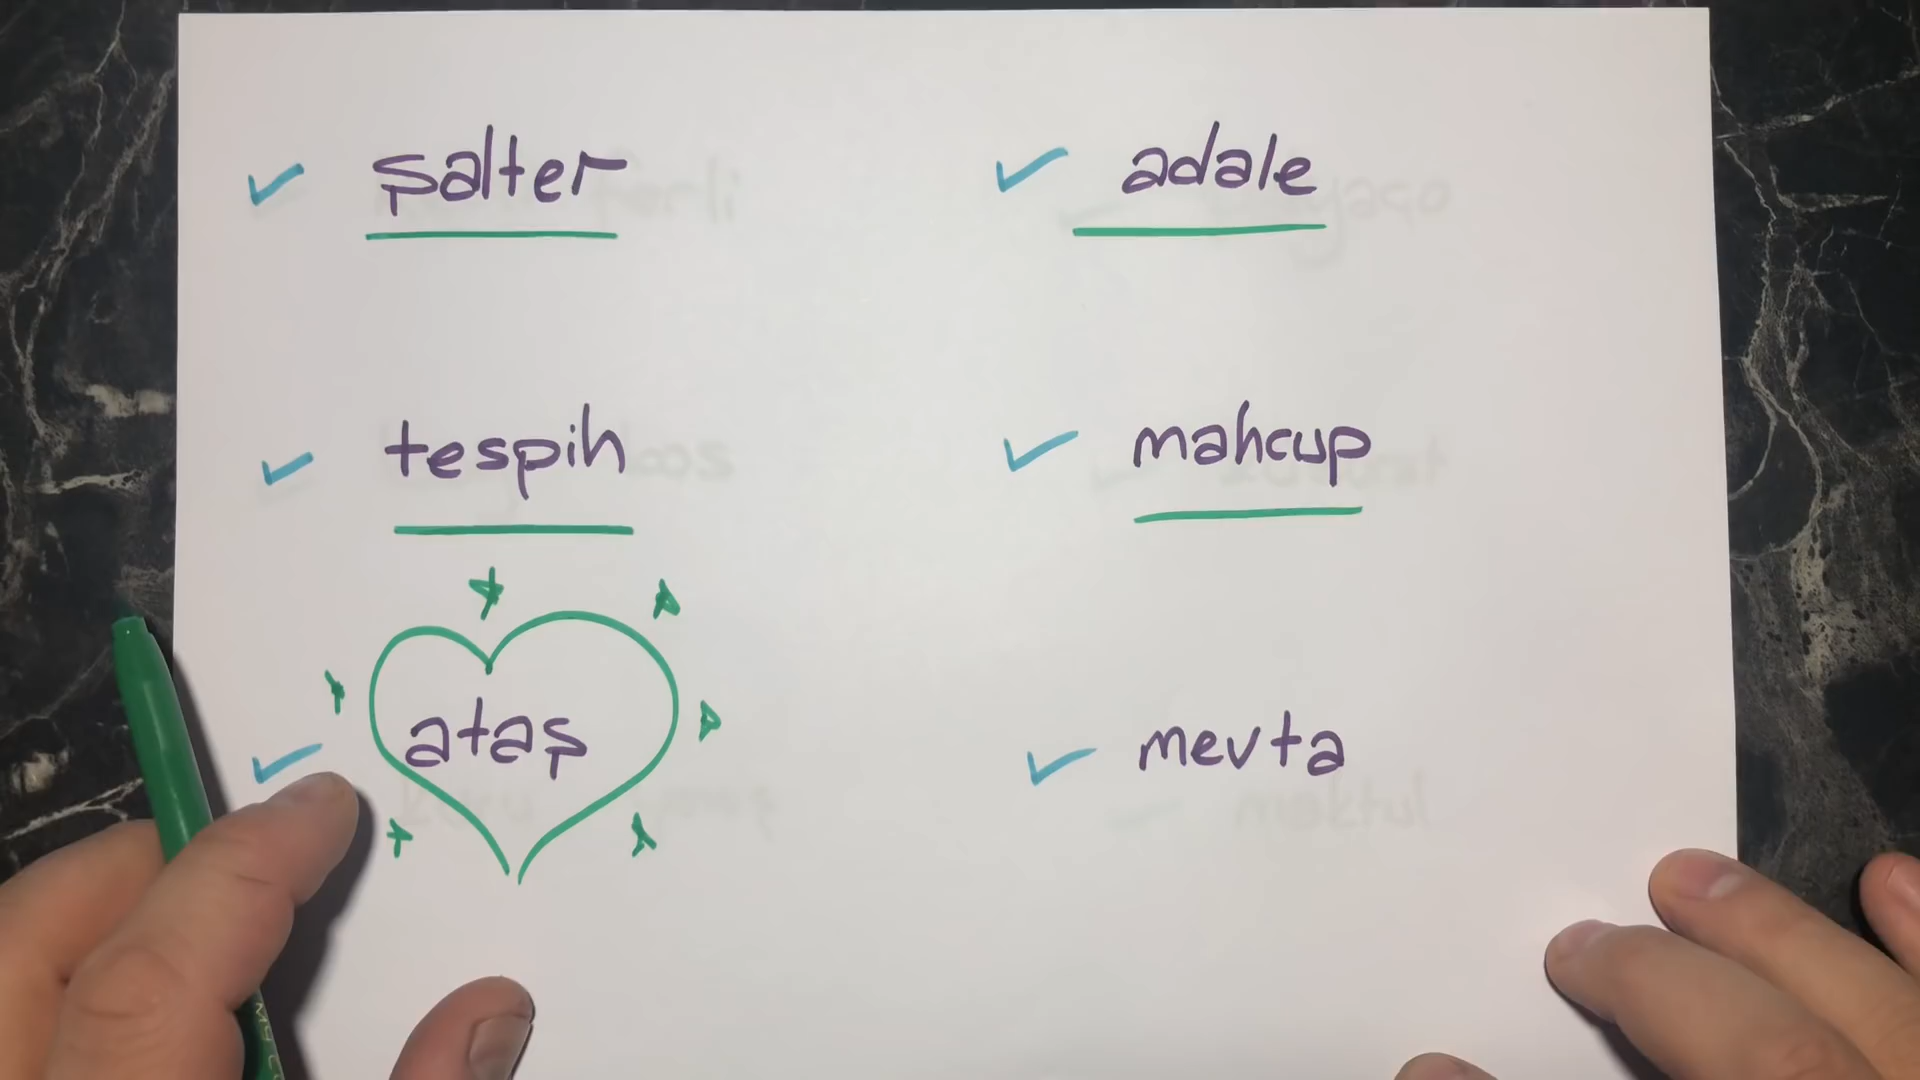 şalter
adale
tespih
mahcup
ataş
mevta